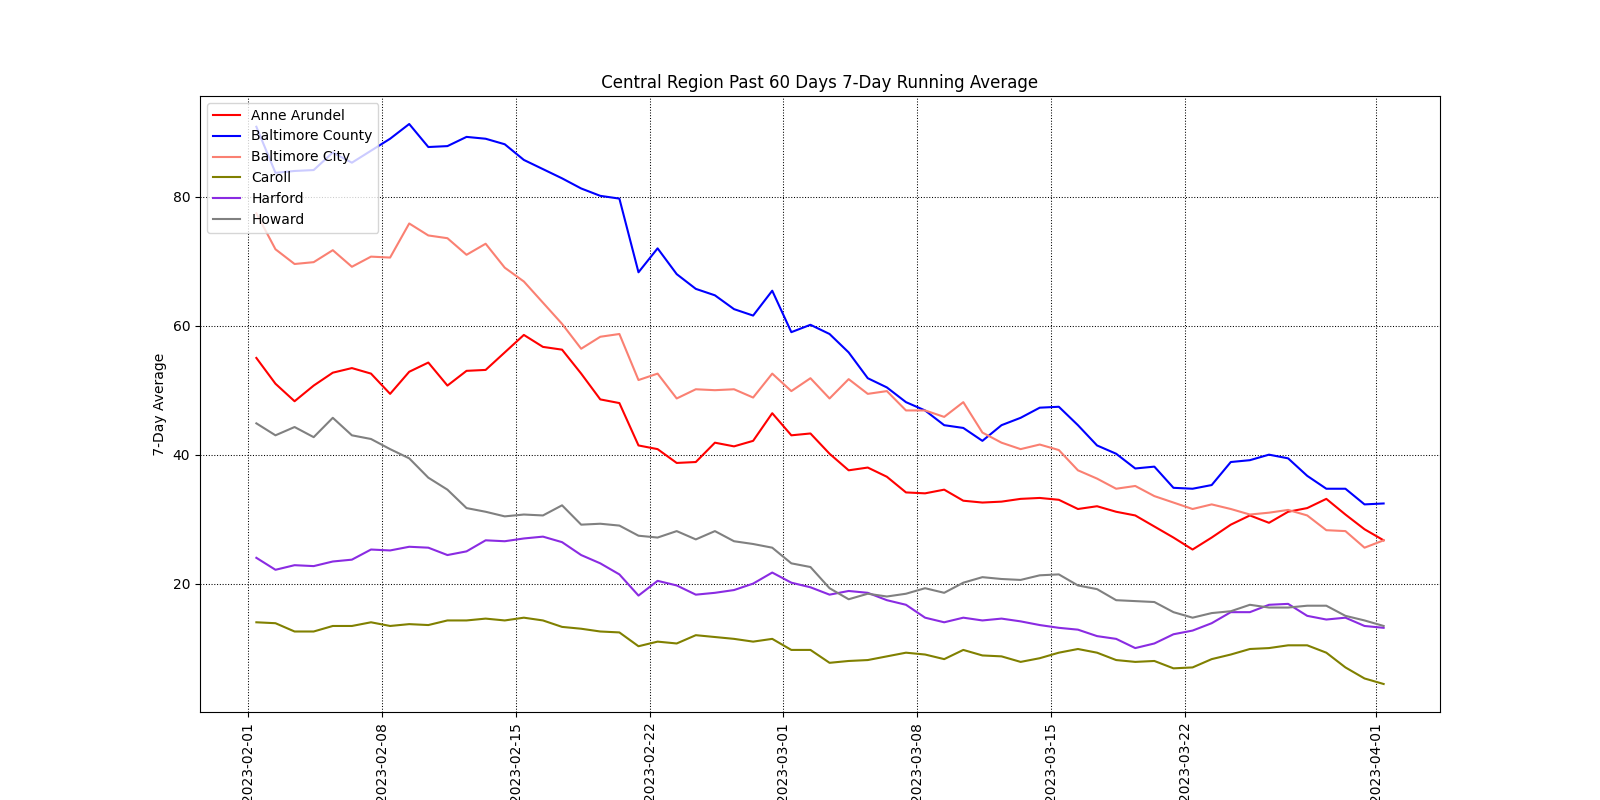 Central Region Past 60 Days 7-Day Running Average
Anne Arundel
Baltimore County
Baltimore City
Caroll
Harford
Howard
7-Day Average
80
60
40
20
2023-02-01
2023-02-08
2023-02-15
2023-02-22
2023-03-01
2023-03-08
2023-03-15
2023-03-22
2023-04-01